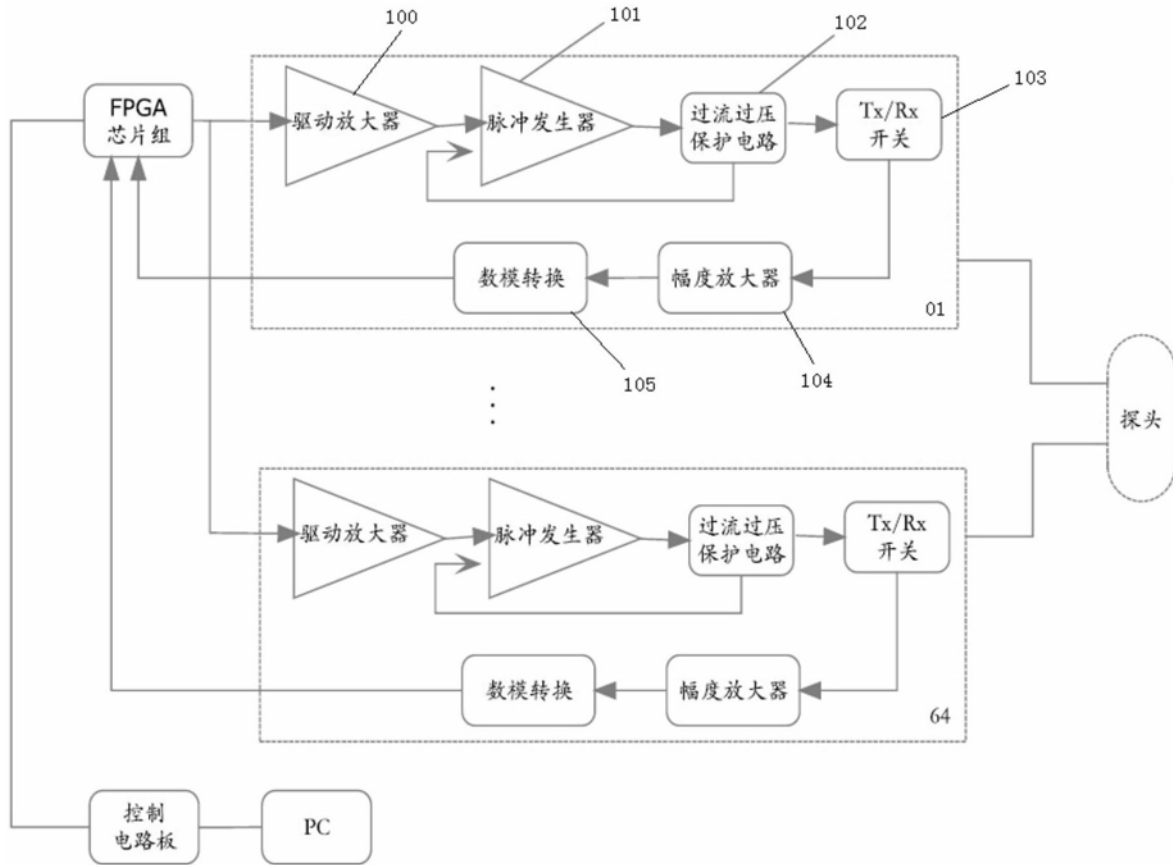 100
101
102
103
FPGA
芯片组
驱动放大器
脉冲发生器
过流过压
保护电路
Tx/Rx
开关
数模转换
幅度放大器
01
105
104
探头
驱动放大器
脉冲发生器
过流过压
保护电路
Tx/Rx
开关
数模转换
幅度放大器
64
控制
电路板
PC